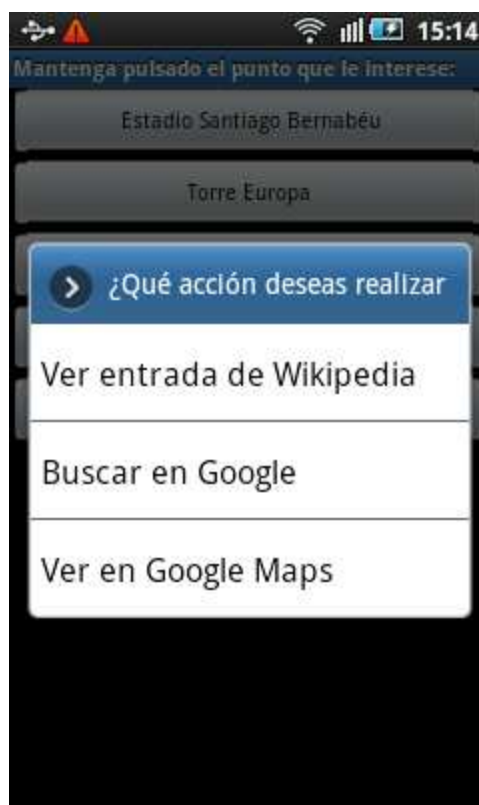 15:14
Mantenga pulsado el punto que le interese:
Estadio Santiago Bernabéu
Torre Europa
¿Qué acción deseas realizar
Ver entrada de Wikipedia
Buscar en Google
Ver en Google Maps